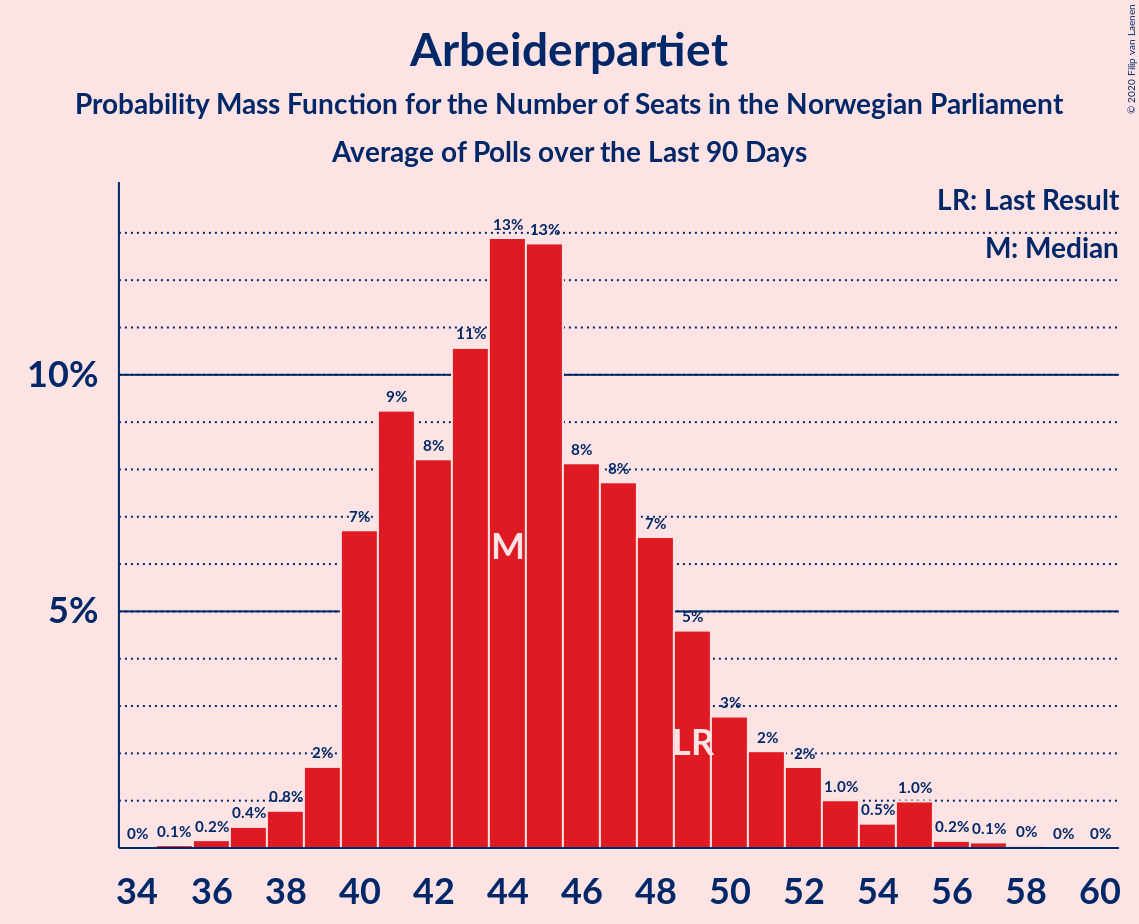 Arbeiderpartiet
Probability Mass Function for the Number of Seats in the Norwegian Parliament
Average of Polls over the Last 90 Days
© 2020 Filip van Laenen
LR: Last Result
M: Median
10%
5%
0% 0.1% 0.2% 0.4% 0.8% 2% 7% 9% 8% 11% 13% 13% 8% 8% 7% 5% 3% 2% 2% 1.0% 0.5% 1.0% 0.2% 0.1% 0% 0% 0%
M
LR
34 36 38 40 42 44 46 48 50 52 54 56 58 60